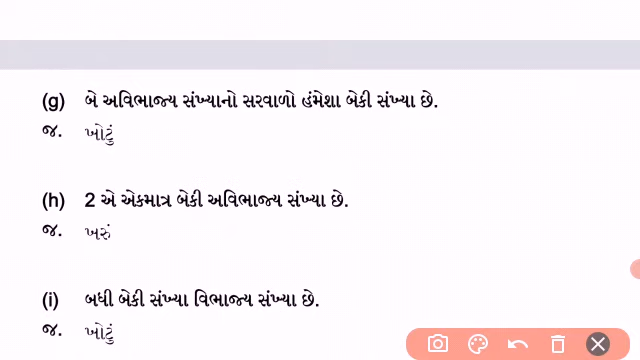 (g) બે અવિભાજ્ય સંખ્યાનો સરવાળો હંમેશા બેકી સંખ્યા છે.
જ. ખોટું
(h) 2 એ એકમાત્ર બેકી અવિભાજ્ય સંખ્યા છે.
જ. ખરું
(i) બધી બેકી સંખ્યા વિભાજ્ય સંખ્યા છે.
જ. ખોટું